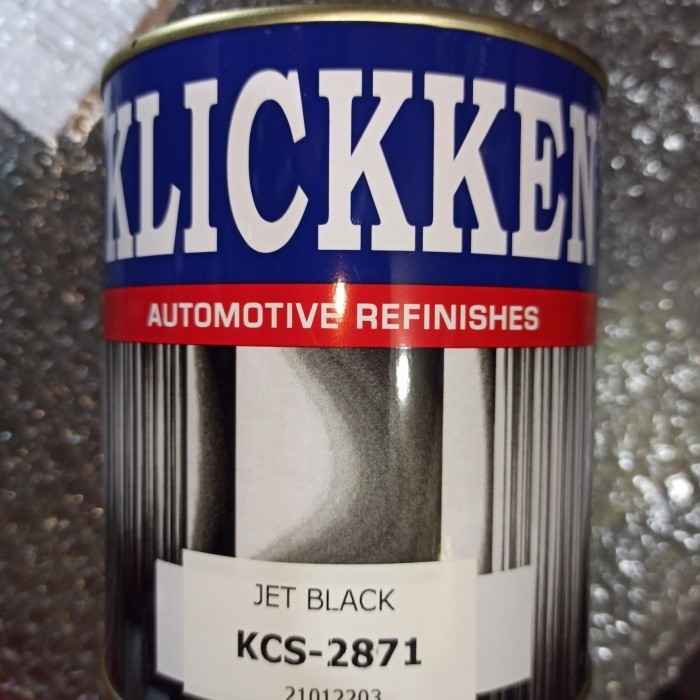 KLICKKEN
AUTOMOTIVE REFINISHES
JET BLACK
KCS-2871
21012203